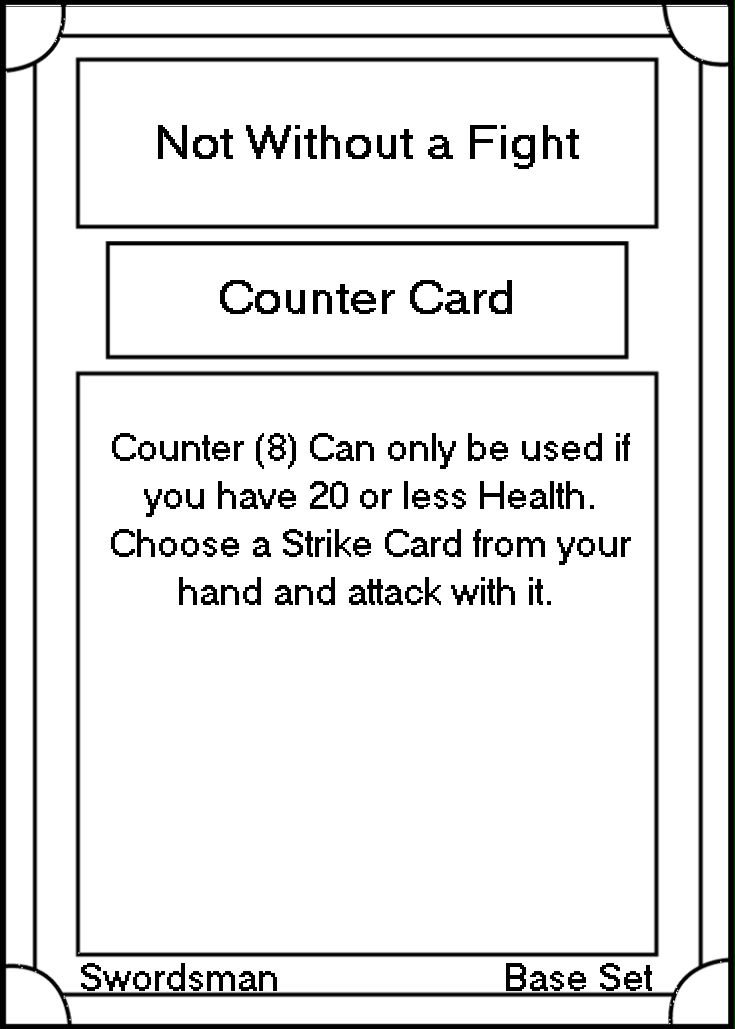 Not Without a Fight
Counter Card
Counter (8) Can only be used if
you have 20 or less Health.
Choose a Strike Card from your
hand and attack with it.
Swordsman
Base Set